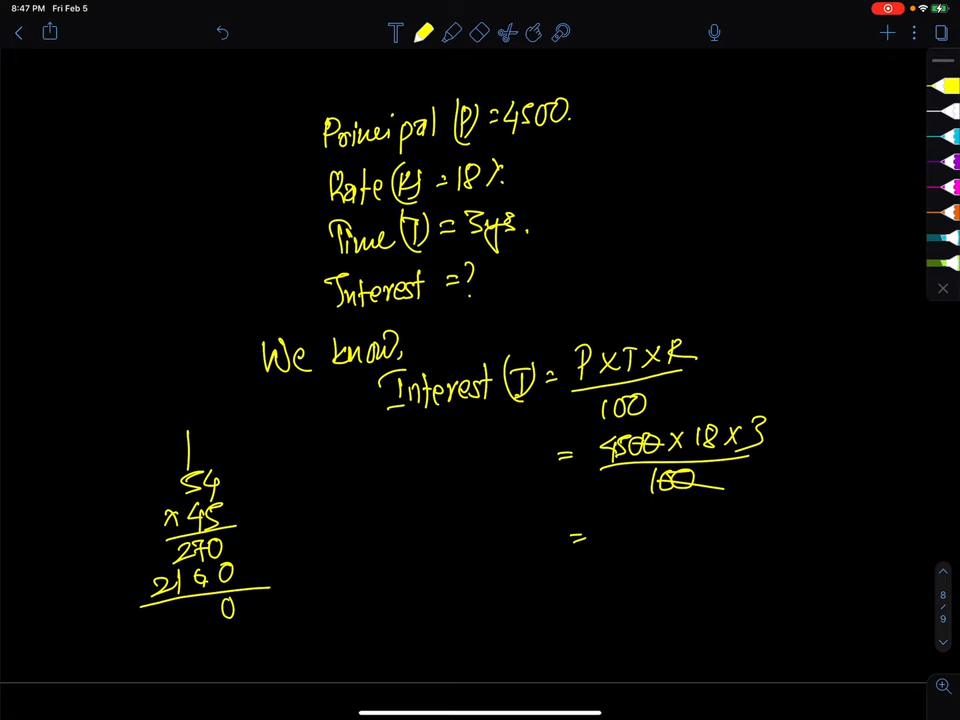 8:47 PM Fri Feb 5
Principal (P) = 4500.
Rate (R) = 18%.
Time (T) = 3yrs.
Interest = ?
We know,
Interest (I) = P x T x R
100
= 4500 x 18 x 3
100
1
54
x 45
270
2160
0
=
8
/
9